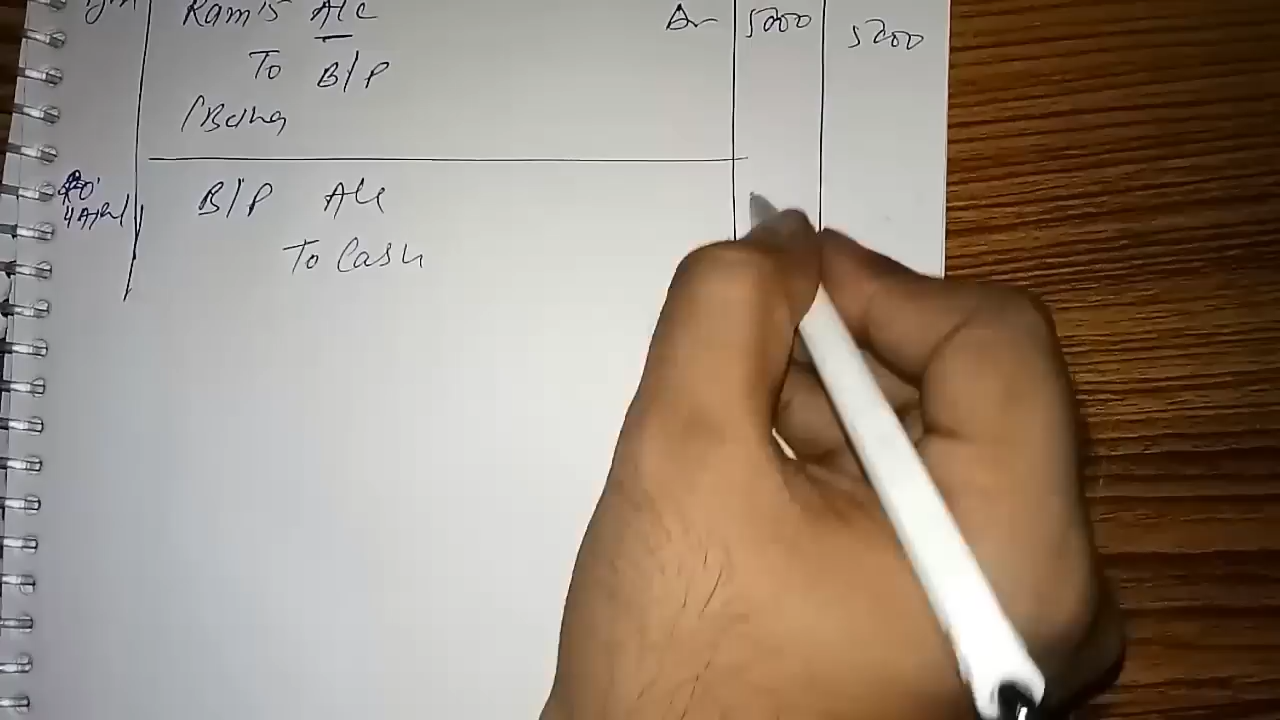 Ram's A/c Dr 5000
5000
To B/P
(Being
B/P A/c
4 April
To Cash